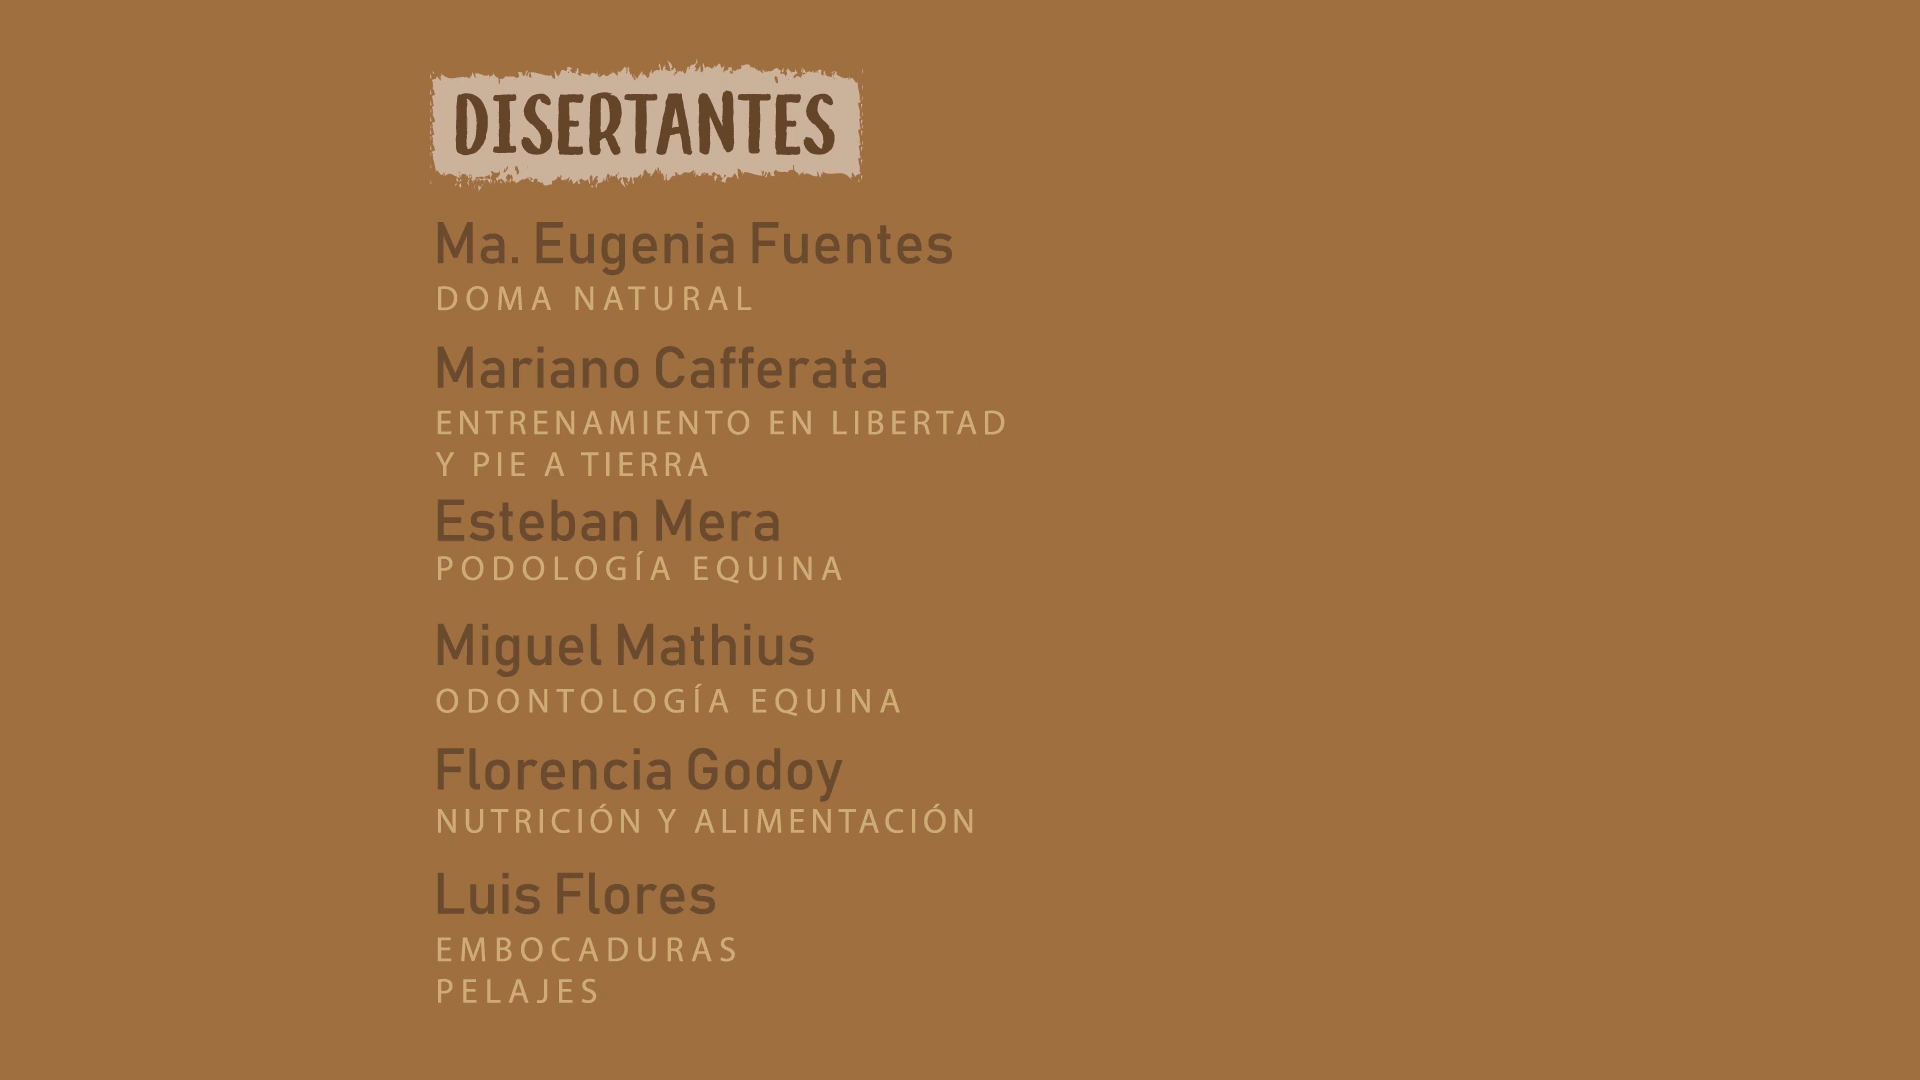 DISERTANTES
Ma. Eugenia Fuentes
DOMA NATURAL
Mariano Cafferata
ENTRENAMIENTO EN LIBERTAD
Y PIE A TIERRA
Esteban Mera
PODOLOGÍA EQUINA
Miguel Mathius
ODONTOLOGÍA EQUINA
Florencia Godoy
NUTRICIÓN Y ALIMENTACIÓN
Luis Flores
EMBOCADURAS
PELAJES